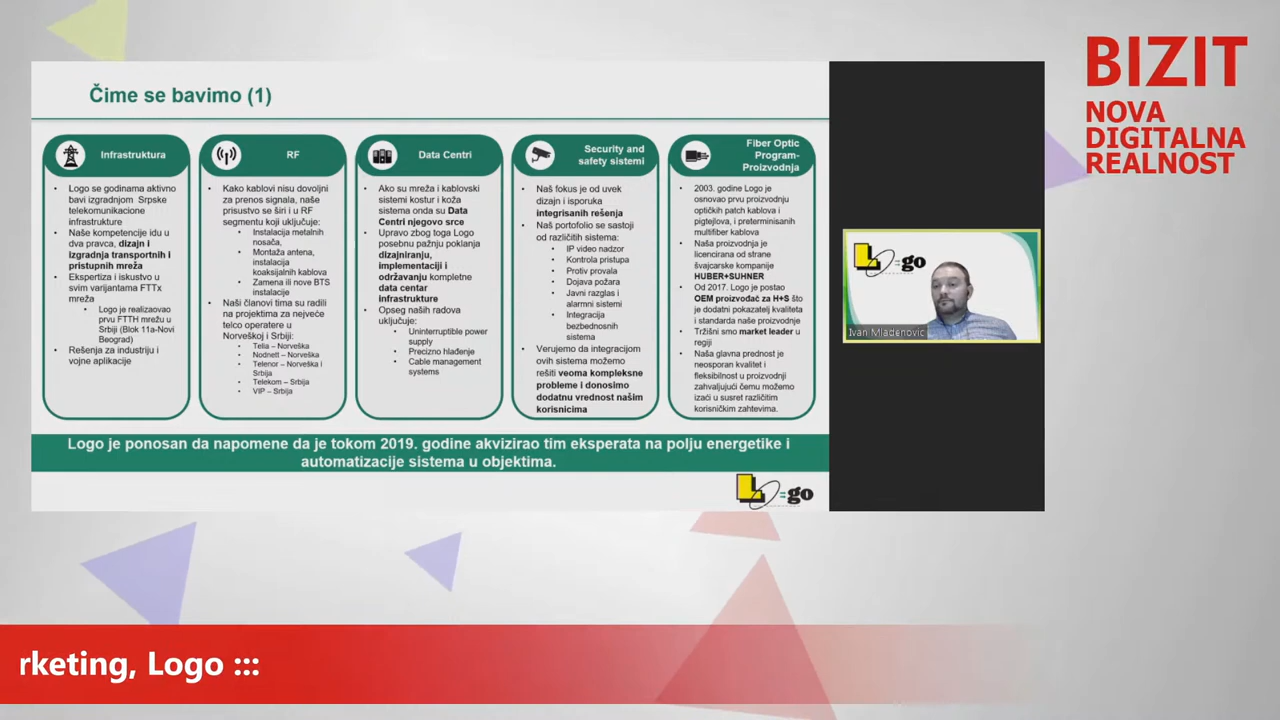 BIZIT
NOVA
DIGITALNA
REALNOST
Čime se bavimo (1)
Infrastruktura
Logo se godinama aktivno
bavi izgradnjom Srpske
telekomunikacione
infrastrukture
Naše kompetencije idu u
dva pravca, dizajn i
izgradnja transportnih i
pristupnih mreža
Ekspertiza i iskustvo u
svim varijantama FTTx
mreža
Logo je realizaovao
prvu FTTH mrežu u
Srbiji (Blok 11a-Novi
Beograd)
Rešenja za industriju i
vojne aplikacije
RF
Kako kablovi nisu dovoljni
za prenos signala, naše
prisustvo se širi i u RF
segmentu koji uključuje:
Instalacija metalnih
nosača,
Montaža antena,
instalacija
koaksijalnih kablova
Zamena ili nove BTS
instalacije
Naši članovi tima su radili
na projektima za najveće
telco operatere u
Norveškoj i Srbiji:
Telia – Norveška
Nodnett – Norveška
Telenor – Norveška i
Srbija
Telekom – Srbija
VIP – Srbija
Data Centri
Ako su mreža i kablovski
sistemi kostur i koža
sistema onda su Data
Centri njegovo srce
Upravo zbog toga Logo
posebnu pažnju poklanja
dizajniranju,
implementaciji i
održavanju kompletne
data centar
infrastrukture
Opseg naših radova
uključuje:
Uninterruptible power
supply
Precizno hlađenje
Cable management
systems
Security and
safety sistemi
Naš fokus je od uvek
dizajn i isporuka
integrisanih rešenja
Naš portofolio se sastoji
od različitih sistema:
IP video nadzor
Kontrola pristupa
Protiv provala
Dojava požara
Javni razglas i
alarmni sistemi
Integracija
bezbednosnih
sistema
Verujemo da integracijom
ovih sistema možemo
rešiti veoma kompleksne
probleme i donosimo
dodatnu vrednost našim
korisnicima
Fiber Optic
Program-
Proizvodnja
2003. godine Logo je
osnovao prvu proizvodnju
optičkih patch kablova i
pigtejlova, i preterminisanih
multifiber kablova
Naša proizvodnja je
licencirana od strane
švajcarske kompanije
HUBER+SUHNER
Od 2017. Logo je postao
OEM proizvođač za H+S što
je dodatni pokazatelj kvaliteta
i standarda naše proizvodnje
Tržišni smo market leader u
regiji
Naša glavna prednost je
neosporan kvalitet i
fleksibilnost u proizvodnji
zahvaljujući čemu možemo
izaći u susret različitim
korisničkim zahtevima.
Logo je ponosan da napomene da je tokom 2019. godine akvizirao tim eksperata na polju energetike i
automatizacije sistema u objektima.
L=go
L=go
Ivan Mladenovic
rketing, Logo :::